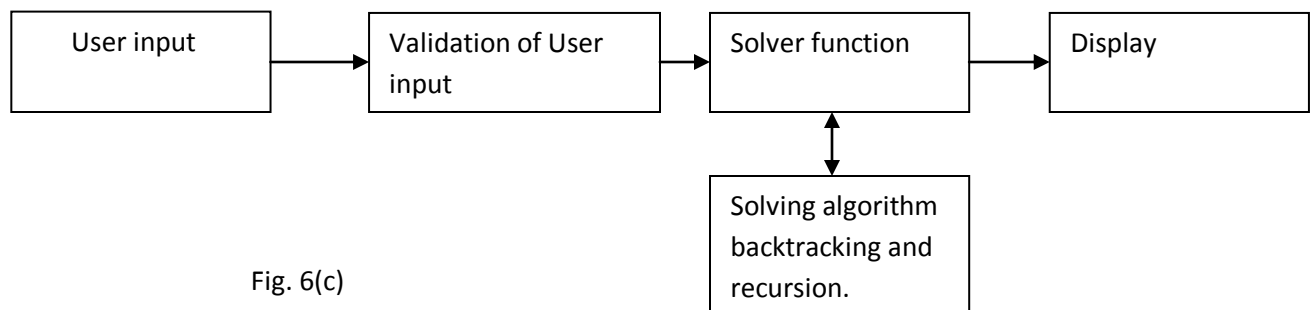 User input
Validation of User
input
Solver function
Display
Solving algorithm
backtracking and
recursion.
Fig. 6(c)